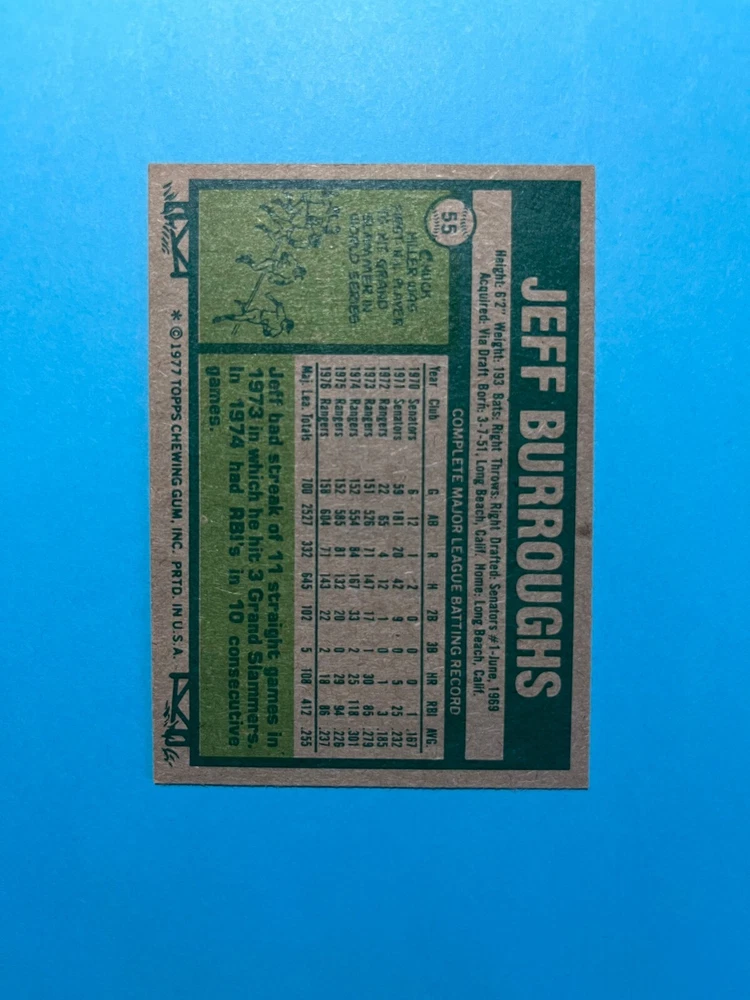 JEFF BURROUGHS
55
Height: 6'2" Weight: 193 Bats: Right Throws: Right Drafted: Senators #1-June, 1969
Acquired: Via Draft Born: 3-7-51, Long Beach, Calif. Home: Long Beach, Calif.
COMPLETE MAJOR LEAGUE BATTING RECORD
Year Club G AB R H 2B 3B HR RBI AVG.
1970 Senators 6 12 1 2 0 0 0 1 .167
1971 Senators 59 181 20 42 9 0 5 25 .232
1972 Rangers 22 65 4 12 1 0 1 3 .185
1973 Rangers 151 526 71 147 17 1 30 85 .279
1974 Rangers 152 554 84 167 33 2 25 118 .301
1975 Rangers 152 585 81 132 20 0 29 94 .226
1976 Rangers 158 604 71 143 22 2 18 86 .237
Maj. Lea. Totals 700 2527 332 645 102 5 108 412 .255
CHUCK
HILLER WAS
FIRST N.L. PLAYER
TO HIT GRAND
SLAMMER IN
WORLD SERIES
Jeff had streak of 11 straight games in
1973 in which he hit 3 Grand Slammers.
In 1974 had RBI's in 10 consecutive
games.
* © 1977 TOPPS CHEWING GUM, INC. PRTD. IN U.S.A.